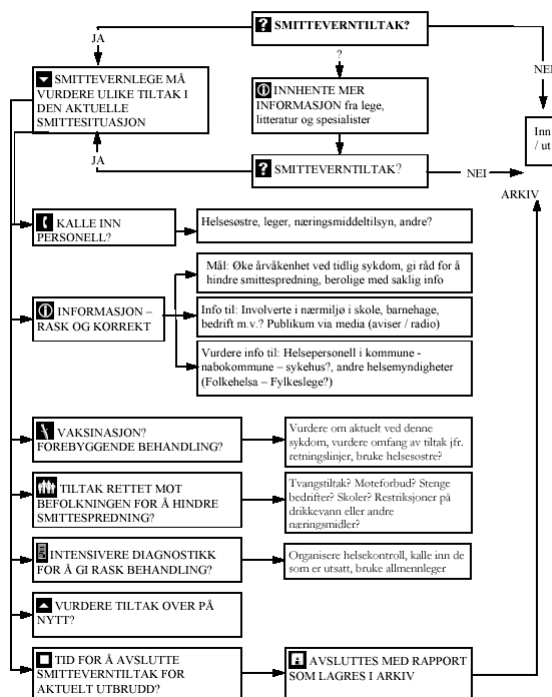 SMITTEVERNTILTAK?
JA
?
NEI
SMITTEVERNLEGE MÅ
VURDERE ULIKE TILTAK I
DEN AKTUELLE
SMITTESITUASJON
INNHENTE MER
INFORMASJON fra lege,
litteratur og spesialister
Inn
/ ut
JA
SMITTEVERNTILTAK?
NEI
ARKIV
KALLE INN
PERSONELL?
Helsesøstre, leger, næringsmiddeltilsyn, andre?
Mål: Øke årvåkenhet ved tidlig sykdom, gi råd for å
hindre smittespredning, berolige med saklig info
INFORMASJON –
RASK OG KORREKT
Info til: Involverte i nærmiljø i skole, barnehage,
bedrift m.v.? Publikum via media (aviser / radio)
Vurdere info til: Helsepersonell i kommune -
nabokommune – sykehus?, andre helsemyndigheter
(Folkehelsa – Fylkeslege?)
VAKSINASJON?
FOREBYGGENDE BEHANDLING?
Vurdere om aktuelt ved denne
sykdom, vurdere omfang av tiltak jfr.
retningslinjer, bruke helsesøstre?
TILTAK RETTET MOT
BEFOLKNINGEN FOR Å HINDRE
SMITTESPREDNING?
Tvangstiltak? Møteforbud? Stenge
bedrifter? Skoler? Restriksjoner på
drikkevann eller andre
næringsmidler?
INTENSIVERE DIAGNOSTIKK
FOR Å GI RASK BEHANDLING?
Organisere helsekontroll, kalle inn de
som er utsatt, bruke allmennleger
VURDERE TILTAK OVER PÅ
NYTT?
TID FOR Å AVSLUTTE
SMITTEVERNTILTAK FOR
AKTUELT UTBRUDD?
AVSLUTTES MED RAPPORT
SOM LAGRES I ARKIV